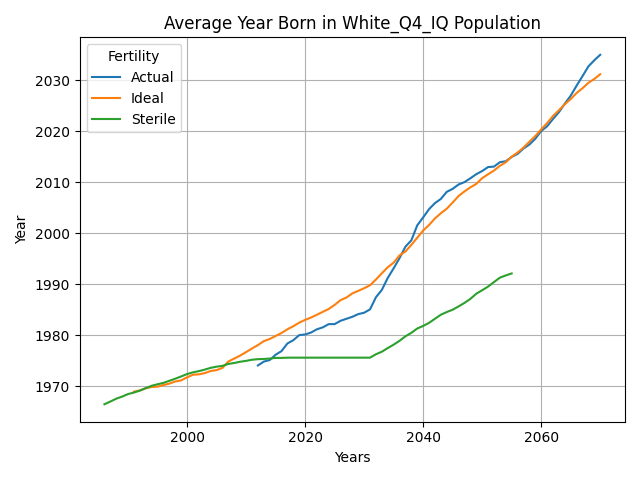 Average Year Born in White_Q4_IQ Population
Fertility
Actual
Ideal
Sterile
2030
2020
2010
2000
1990
1980
1970
Year
2000
2020
2040
2060
Years